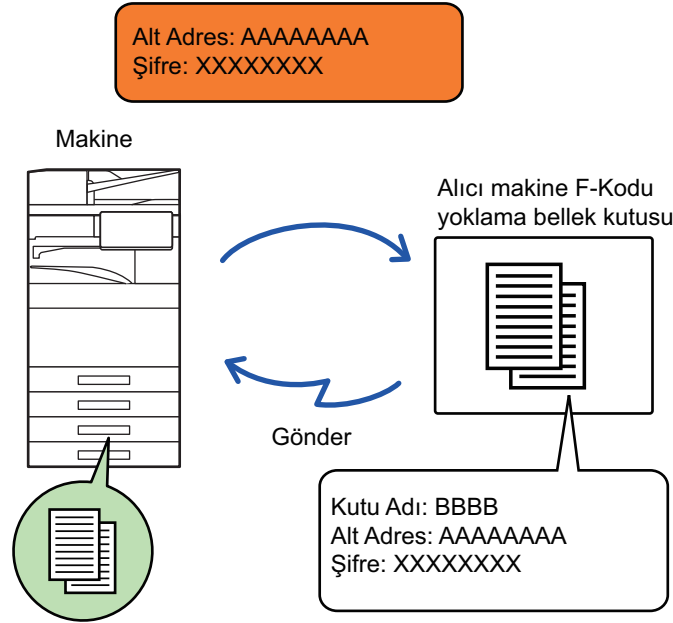 Alt Adres: AAAAAAAA
Şifre: XXXXXXXX
Makine
Alıcı makine F-Kodu
yoklama bellek kutusu
Gönder
Kutu Adı: BBBB
Alt Adres: AAAAAAAA
Şifre: XXXXXXXX